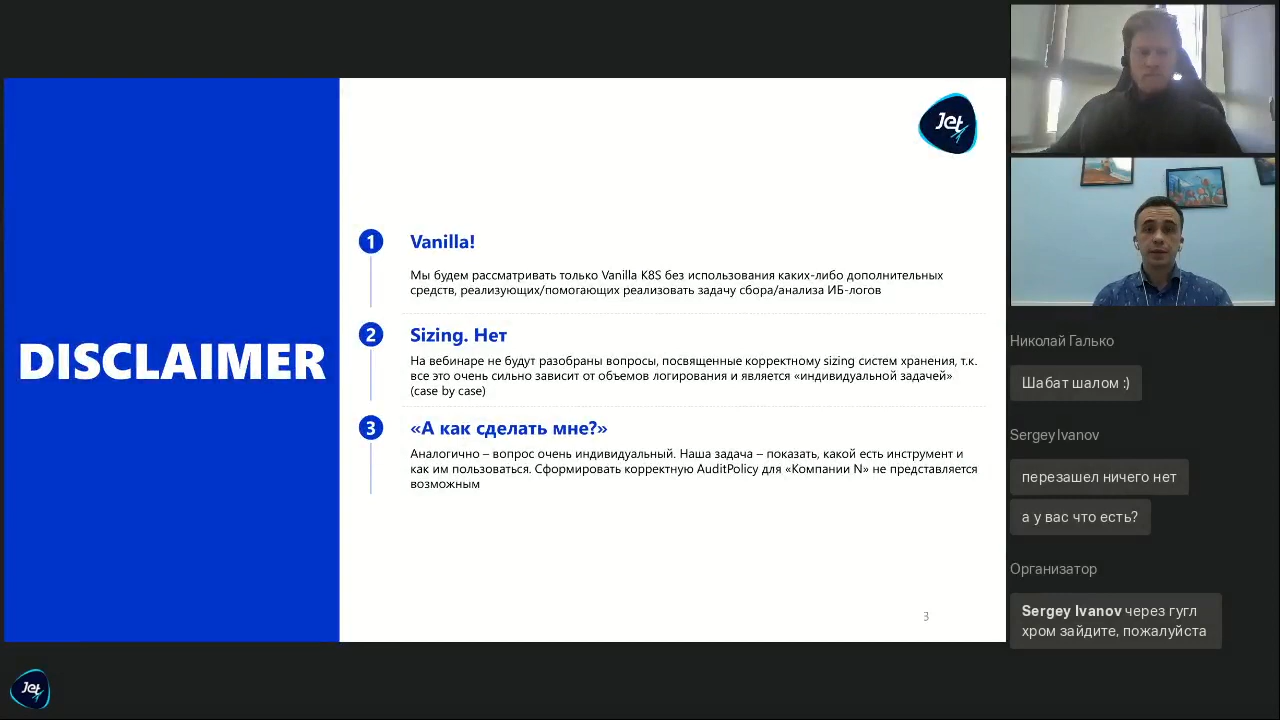 DISCLAIMER
Jet
1
Vanilla!
Мы будем рассматривать только Vanilla K8S без использования каких-либо дополнительных
средств, реализующих/помогающих реализовать задачу сбора/анализа ИБ-логов
2
Sizing. Нет
На вебинаре не будут разобраны вопросы, посвященные корректному sizing систем хранения, т.к.
все это очень сильно зависит от объемов логирования и является «индивидуальной задачей»
(case by case)
3
«А как сделать мне?»
Аналогично – вопрос очень индивидуальный. Наша задача – показать, какой есть инструмент и
как им пользоваться. Сформировать корректную AuditPolicy для «Компании N» не представляется
возможным
3
Jet
Николай Галько
Шабат шалом :)
Sergey Ivanov
перезашел ничего нет
а у вас что есть?
Организатор
Sergey Ivanov через гугл
хром зайдите, пожалуйста